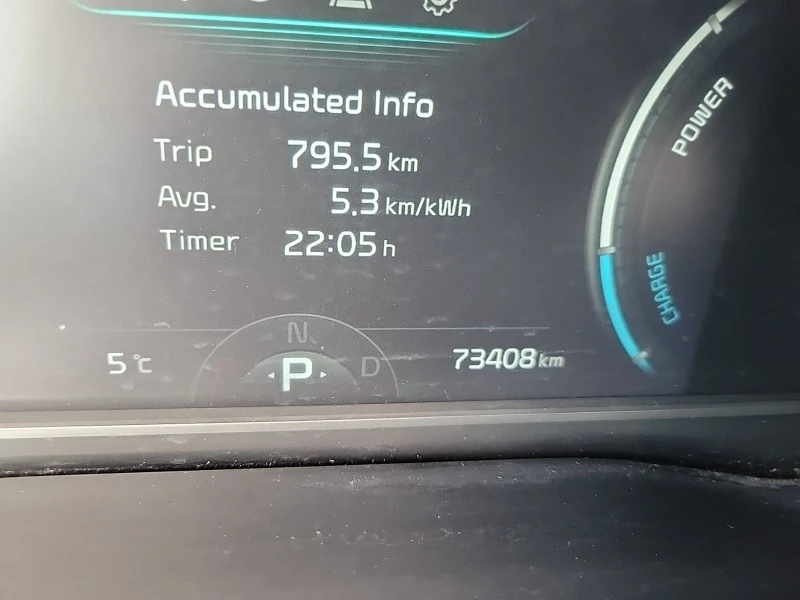 Accumulated Info
Trip 795.5 km
Avg. 5.3 km/kWh
Timer 22:05 h
POWER
CHARGE
N
5 °C P D 73408 km